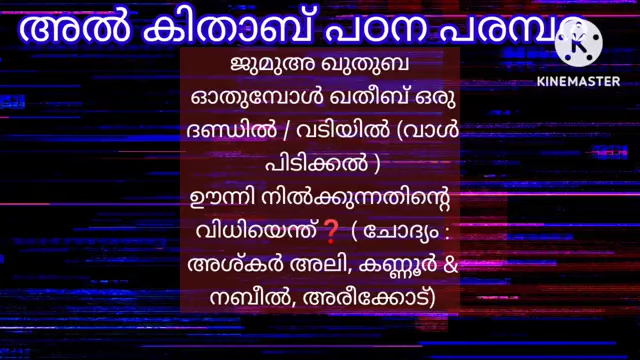 അൽ കിതാബ് പഠന പരമ്പര
KINEMASTER
ജുമുഅ ഖുതുബ
ഓതുമ്പോൾ ഖതീബ് ഒരു
ദണ്ഡിൽ / വടിയിൽ (വാൾ
പിടിക്കൽ )
ഊന്നി നിൽക്കുന്നതിന്റെ
വിധിയെന്ത്❓ ( ചോദ്യം :
അശ്കർ അലി, കണ്ണൂർ &
നബീൽ, അരീക്കോട്)